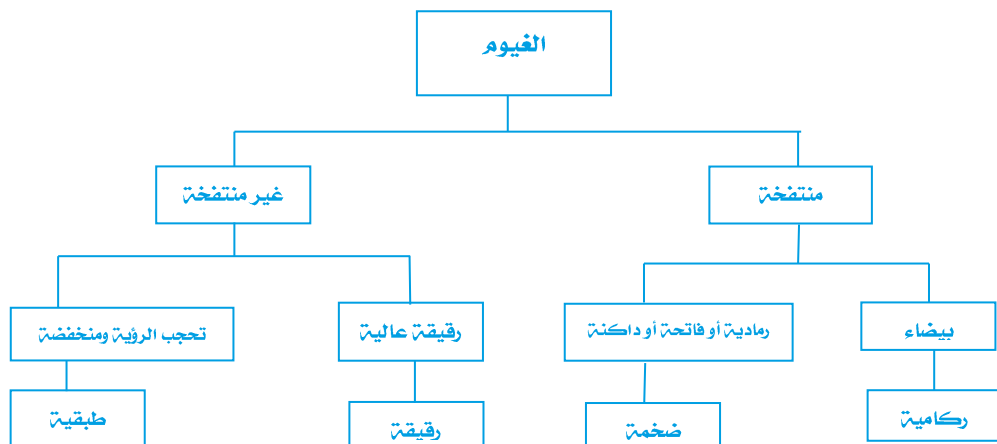 الغيوم
منتفخة
غير منتفخة
بيضاء
رمادية أو فاتحة أو داكنة
رقيقة عالية
تحجب الرؤية ومنخفضة
ركامية
ضخمة
رقيقة
طبقية